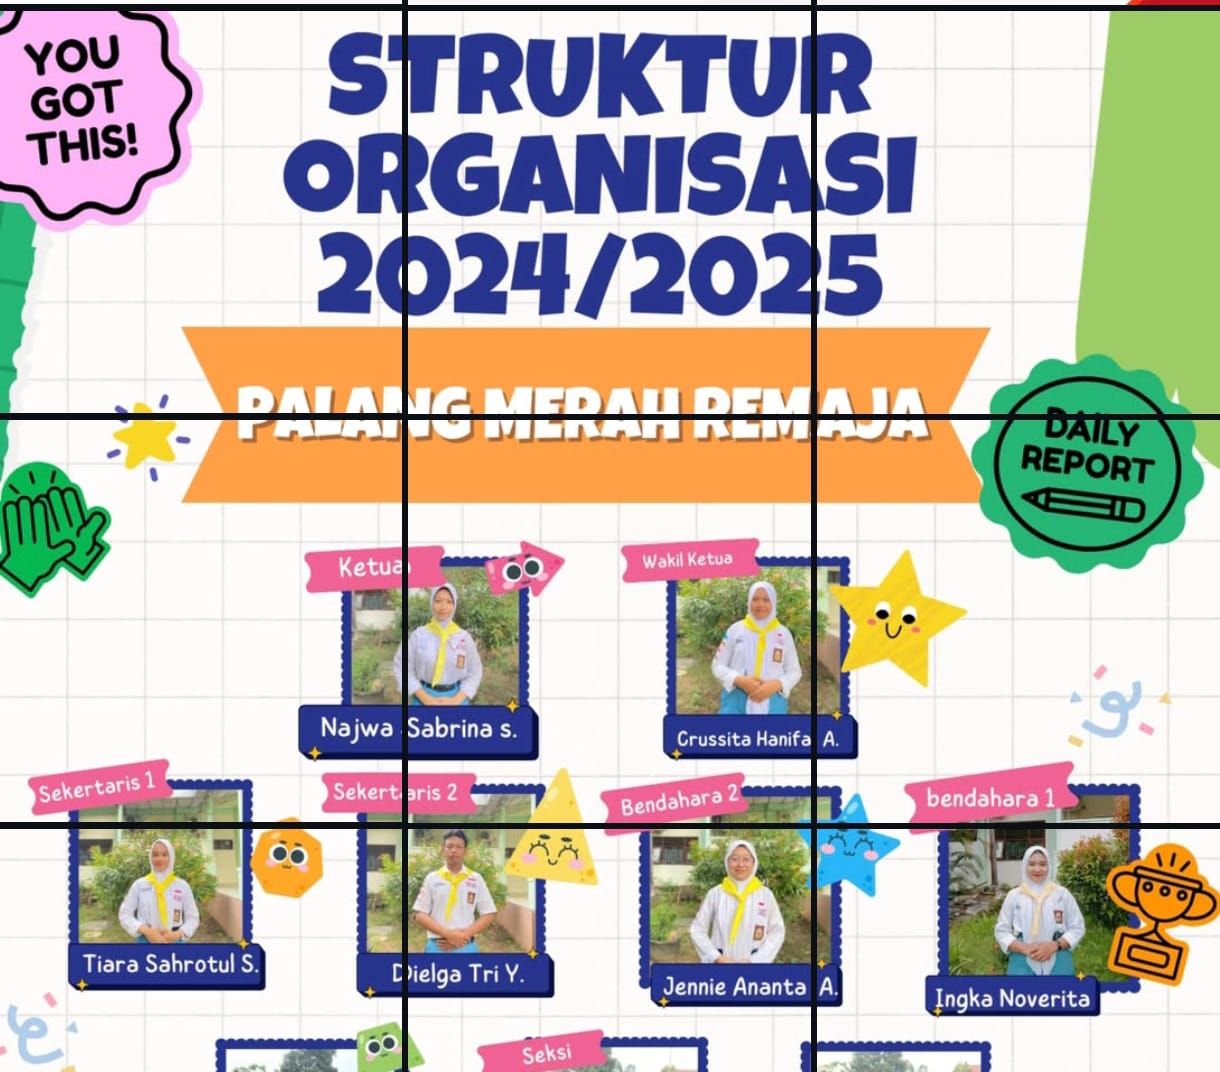 YOU
GOT
THIS!
STRUKTUR
ORGANISASI
2024/2025
PALANG MERAH REMAJA
DAILY
REPORT
Ketua
Wakil Ketua
Najwa Sabrina s.
Crussita Hanifa A.
Sekertaris 1
Sekertaris 2
Bendahara 2
bendahara 1
Tiara Sahrotul S.
Dielga Tri Y.
Jennie Ananta A.
Ingka Noverita
Seksi